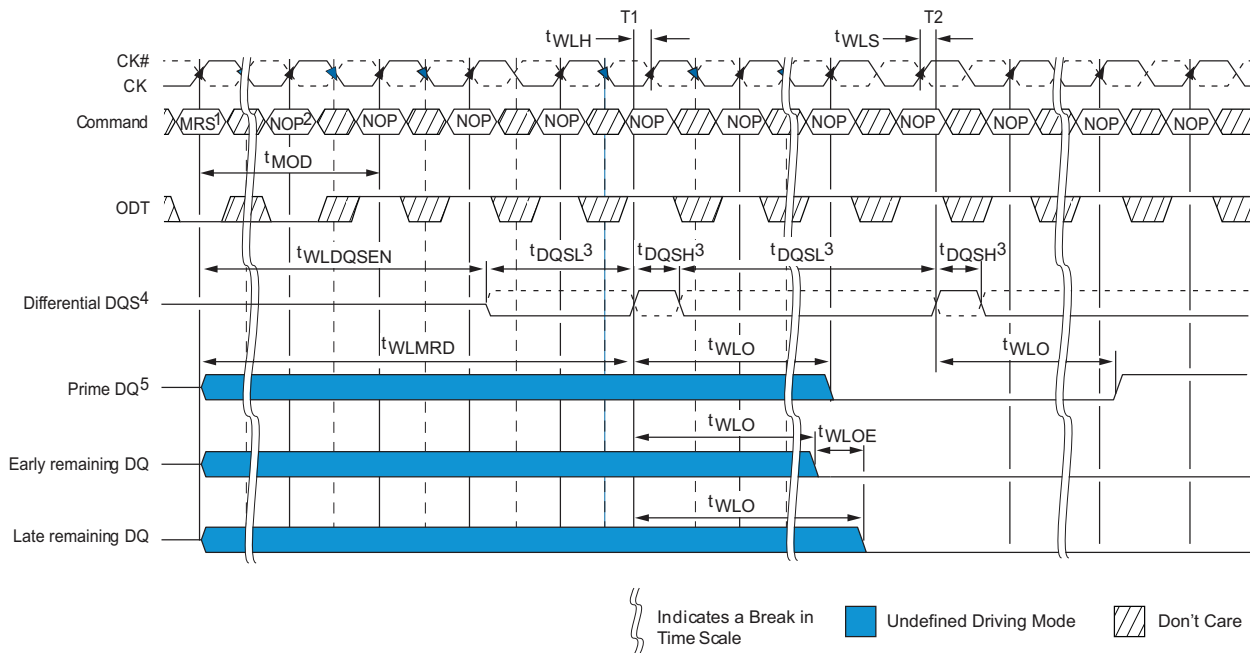 T1 T2
tWLH tWLS
CK#
CK
Command MRS1 NOP2 NOP NOP NOP NOP NOP NOP NOP NOP NOP NOP
tMOD
ODT
tWLDQSEN tDQSL3 tDQSH3 tDQSL3 tDQSH3
Differential DQS4
tWLMRD tWLO tWLO
Prime DQ5
tWLO tWLOE
Early remaining DQ
tWLO
Late remaining DQ
Indicates a Break in
Time Scale
Undefined Driving Mode
Don't Care